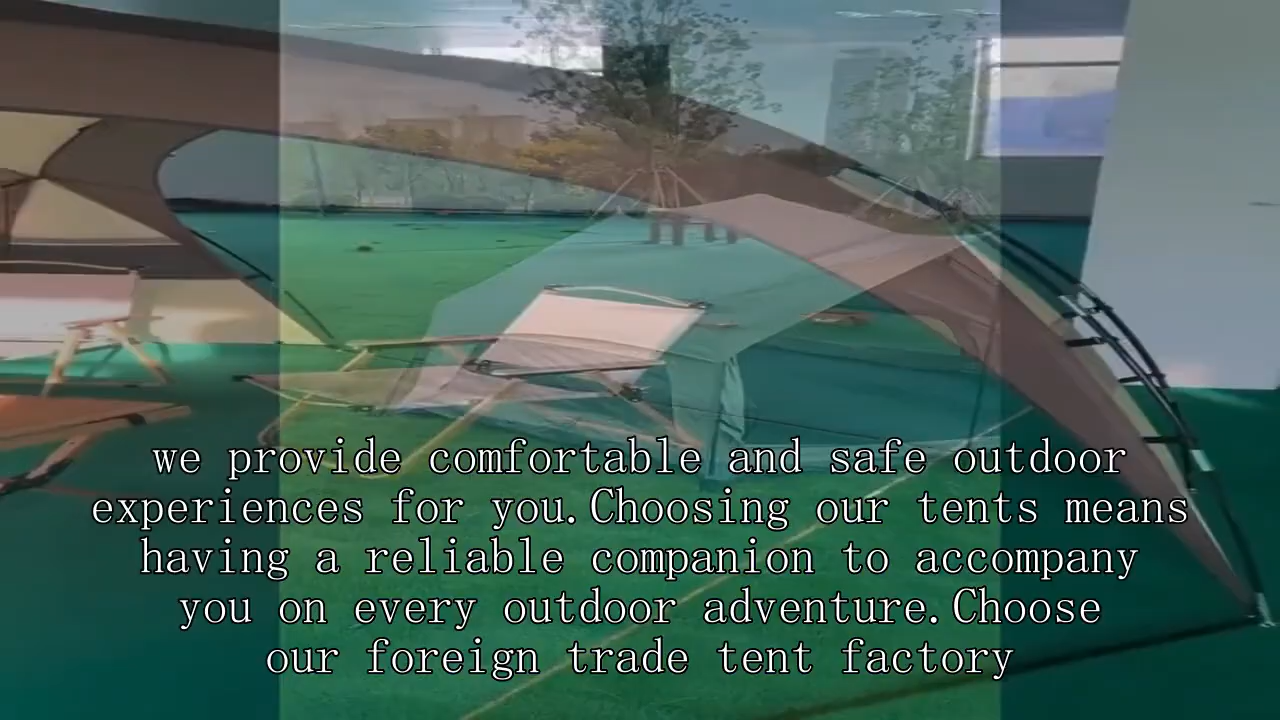 we provide comfortable and safe outdoor
experiences for you.Choosing our tents means
having a reliable companion to accompany
you on every outdoor adventure.Choose
our foreign trade tent factory